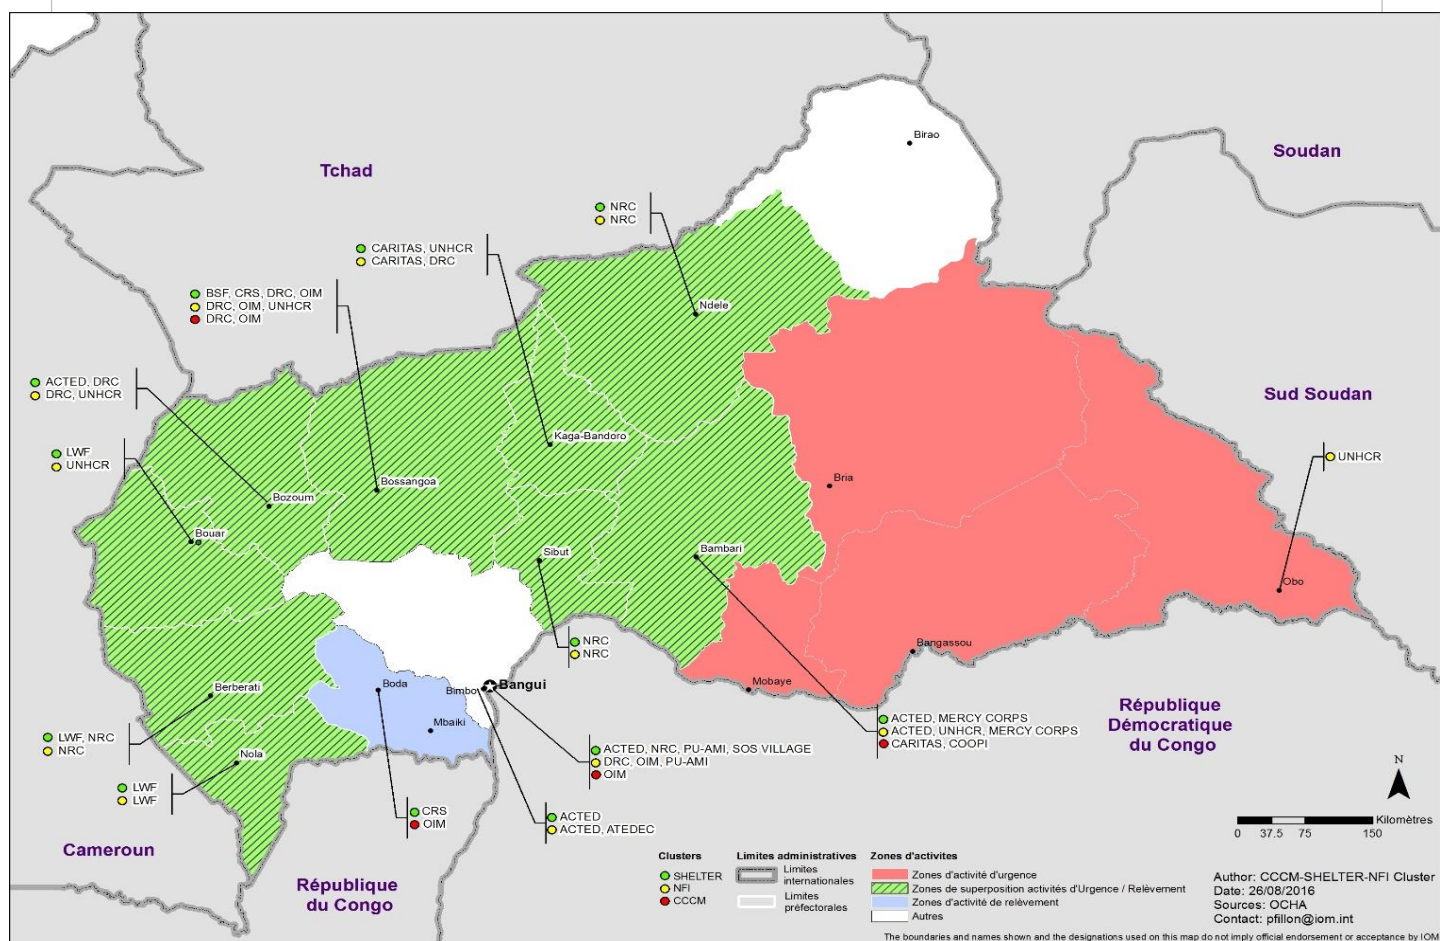 Birao
Soudan
Tchad
NRC
NRC
CARITAS, UNHCR
CARITAS, DRC
BSF, CRS, DRC, OIM
DRC, OIM, UNHCR
DRC, OIM
Ndele
ACTED, DRC
DRC, UNHCR
Sud Soudan
LWF
UNHCR
Kaga-Bandoro
UNHCR
Bossangoa
Bria
Bozoum
Bouar
Sibut
Bambari
Obo
NRC
NRC
Bangassou
Berberati
Boda
Bimbo
Bangui
Mobaye
Mbaiki
République
Démocratique
du Congo
LWF, NRC
NRC
Nola
ACTED, MERCY CORPS
ACTED, UNHCR, MERCY CORPS
CARITAS, COOPI
ACTED, NRC, PU-AMI, SOS VILLAGE
DRC, OIM, PU-AMI
OIM
LWF
LWF
CRS
OIM
ACTED
ACTED, ATEDEC
N
Kilomètres
0 37.5 75 150
Cameroun
République
du Congo
Clusters
SHELTER
NFI
CCCM
Limites administratives
Limites
internationales
Limites
préfectorales
Zones d'activites
Zones d'activité d'urgence
Zones de superposition activités d'Urgence / Relèvement
Zones d'activité de relèvement
Autres
Author: CCCM-SHELTER-NFI Cluster
Date: 26/08/2016
Sources: OCHA
Contact: pfillon@iom.int
The boundaries and names shown and the designations used on this map do not imply official endorsement or acceptance by IOM